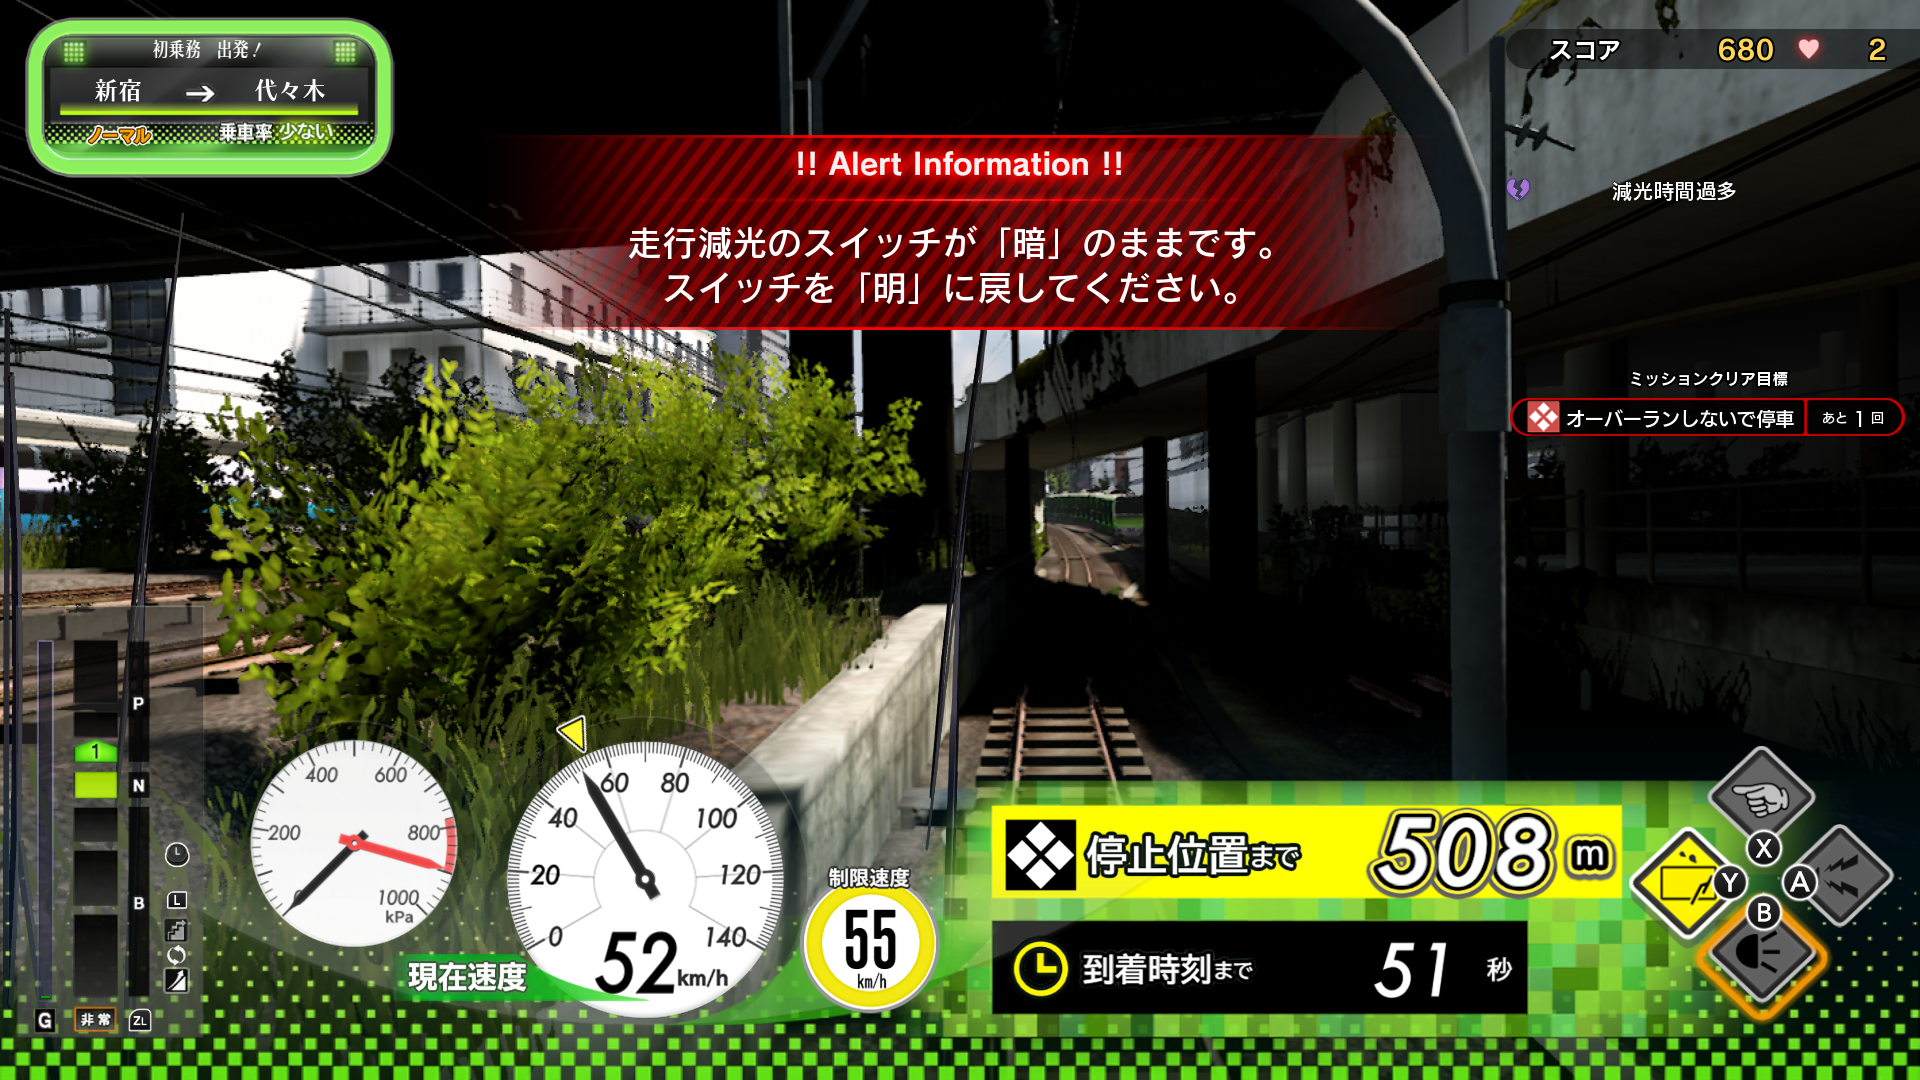 初乗務 出発！
新宿 → 代々木
ノーマル 乗車率 少ない
スコア 680 2
!! Alert Information !!
走行減光のスイッチが「暗」のままです。
スイッチを「明」に戻してください。
減光時間過多
ミッションクリア目標
オーバーランしないで停車 あと 1 回
P
1
N
B
L
G 非常 ZL
0 200 400 600 800 1000
kPa
0 20 40 60 80 100 120 140
現在速度 52 km/h
制限速度
55
km/h
停止位置まで 508 m
到着時刻まで 51 秒
X
Y A
B